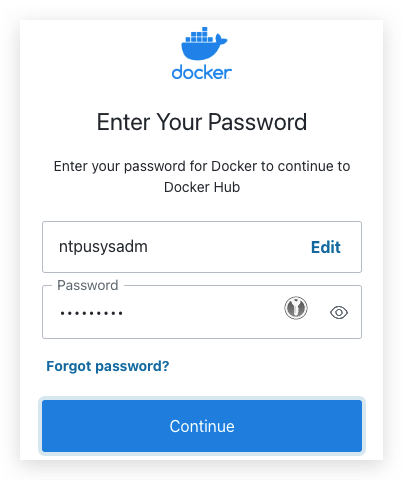 docker
Enter Your Password
Enter your password for Docker to continue to
Docker Hub
ntpusysadm Edit
Password
•••••••••
Forgot password?
Continue